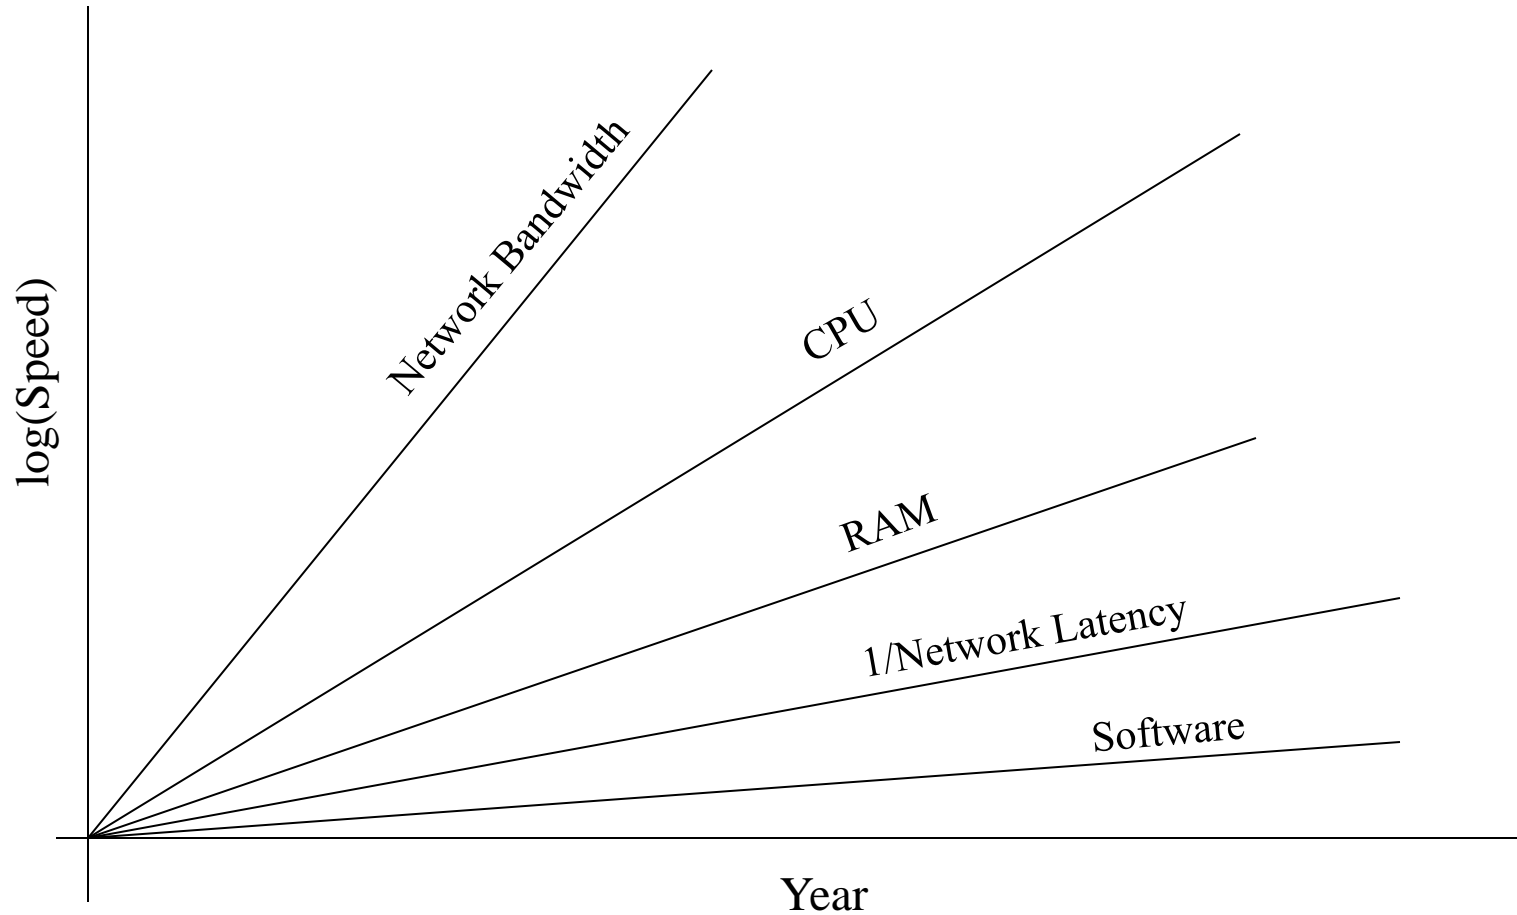 Network Bandwidth
CPU
log(Speed)
RAM
1/Network Latency
Software
Year